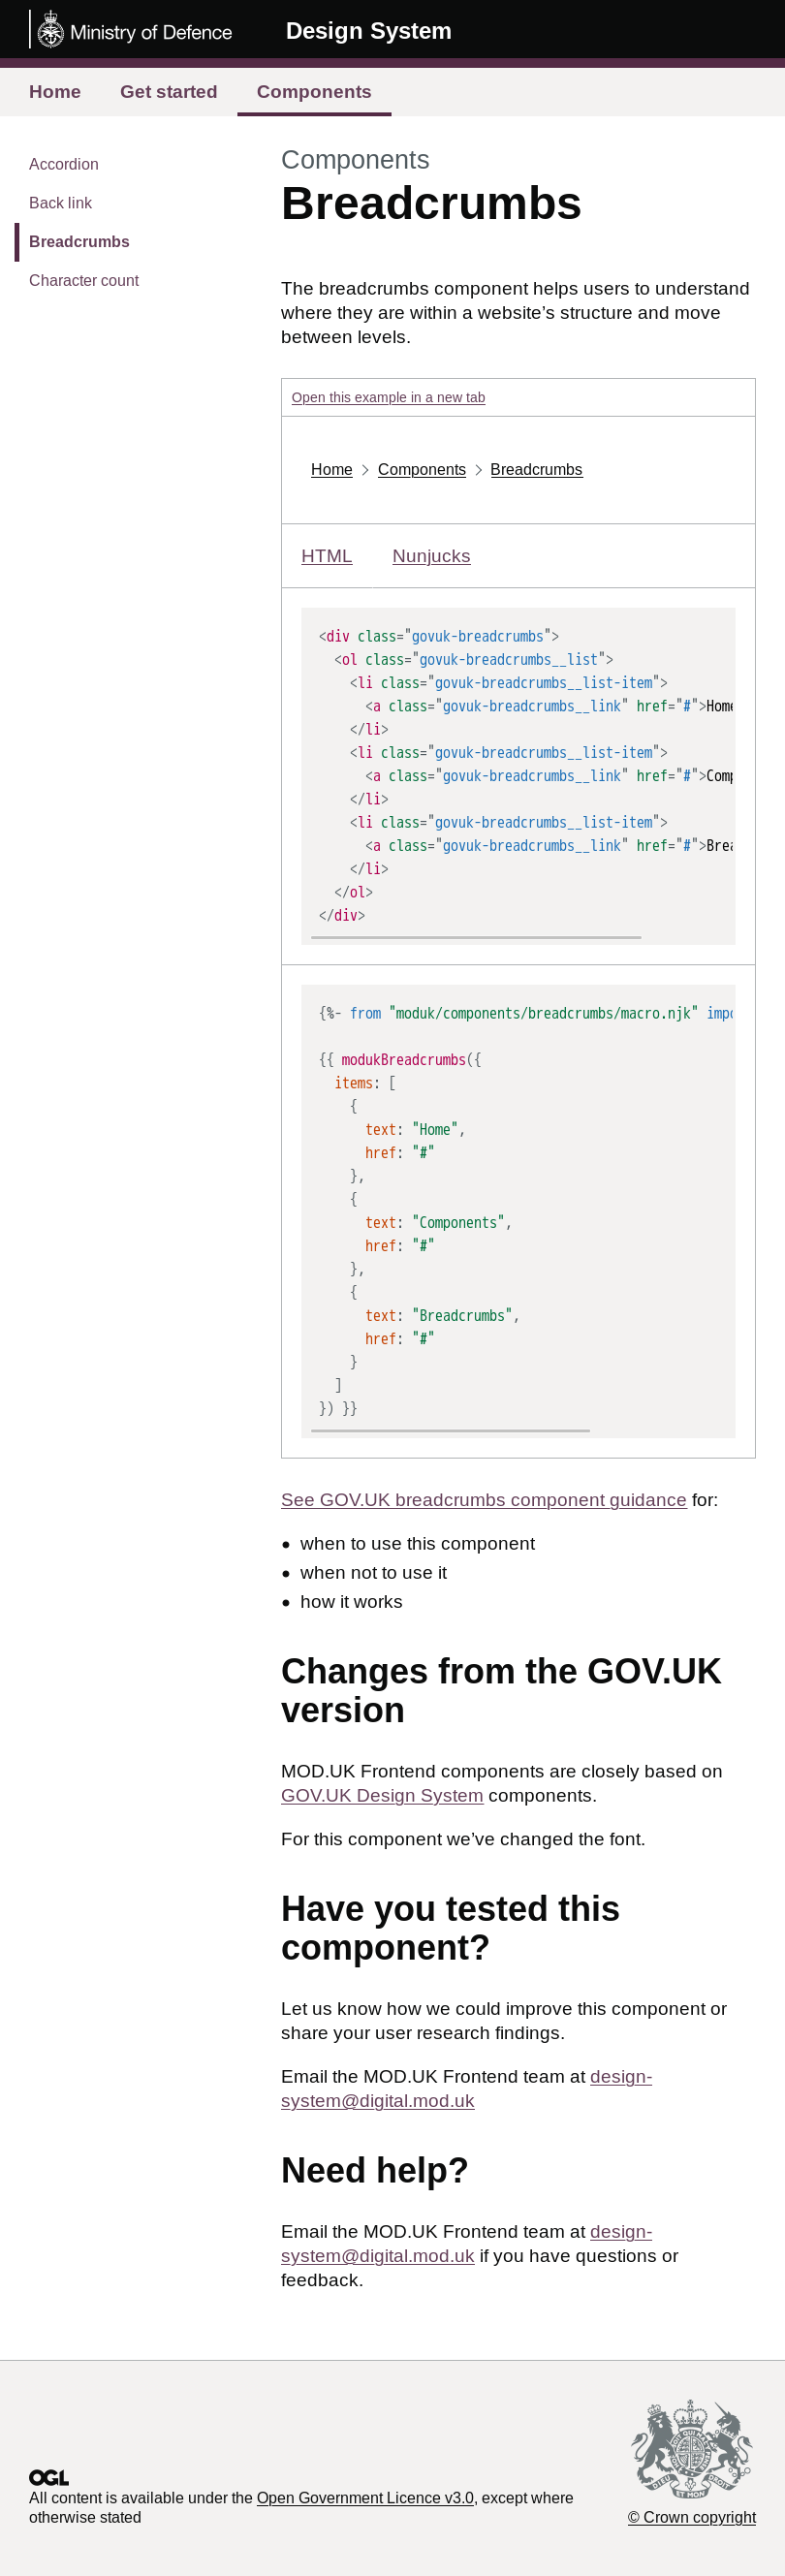 Ministry of Defence
Design System
Home
Get started
Components
Accordion
Back link
Breadcrumbs
Character count
Components
Breadcrumbs
The breadcrumbs component helps users to understand
where they are within a website’s structure and move
between levels.
Open this example in a new tab
Home
Components
Breadcrumbs
HTML
Nunjucks
<div class="govuk-breadcrumbs">
  <ol class="govuk-breadcrumbs__list">
    <li class="govuk-breadcrumbs__list-item">
      <a class="govuk-breadcrumbs__link" href="#">Home
    </li>
    <li class="govuk-breadcrumbs__list-item">
      <a class="govuk-breadcrumbs__link" href="#">Comp
    </li>
    <li class="govuk-breadcrumbs__list-item">
      <a class="govuk-breadcrumbs__link" href="#">Brea
    </li>
  </ol>
</div>
{%- from "moduk/components/breadcrumbs/macro.njk" impo
{{ modukBreadcrumbs({
  items: [
    {
      text: "Home",
      href: "#"
    },
    {
      text: "Components",
      href: "#"
    },
    {
      text: "Breadcrumbs",
      href: "#"
    }
  ]
}) }}
See GOV.UK breadcrumbs component guidance for:
• when to use this component
• when not to use it
• how it works
Changes from the GOV.UK
version
MOD.UK Frontend components are closely based on
GOV.UK Design System components.
For this component we’ve changed the font.
Have you tested this
component?
Let us know how we could improve this component or
share your user research findings.
Email the MOD.UK Frontend team at design-
system@digital.mod.uk
Need help?
Email the MOD.UK Frontend team at design-
system@digital.mod.uk if you have questions or
feedback.
OGL
All content is available under the Open Government Licence v3.0, except where
otherwise stated
© Crown copyright